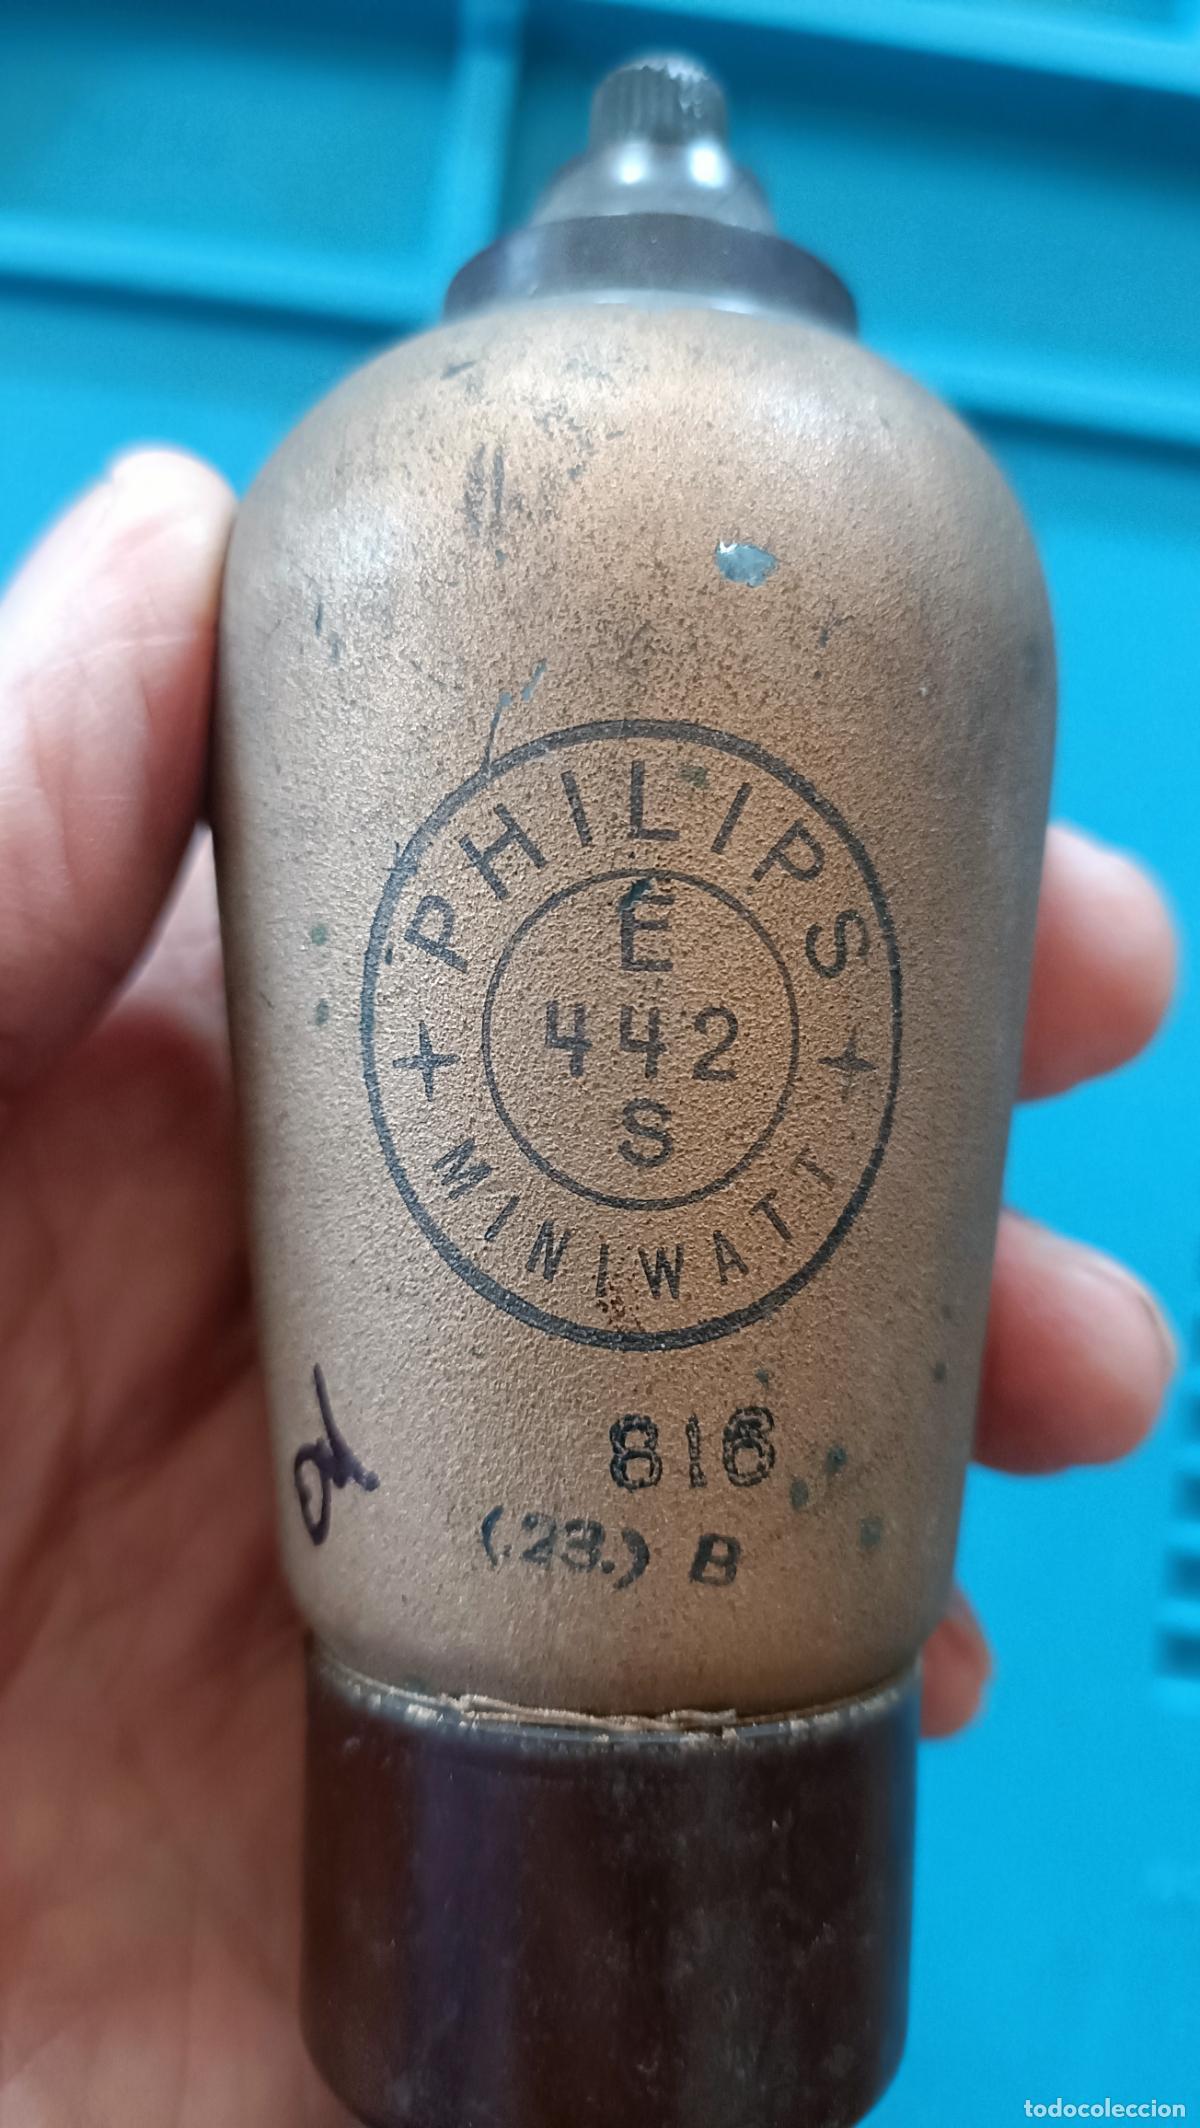 PHILIPS
E
442
S
+ +
MINIWATT
816
(.23.) B
todocoleccion